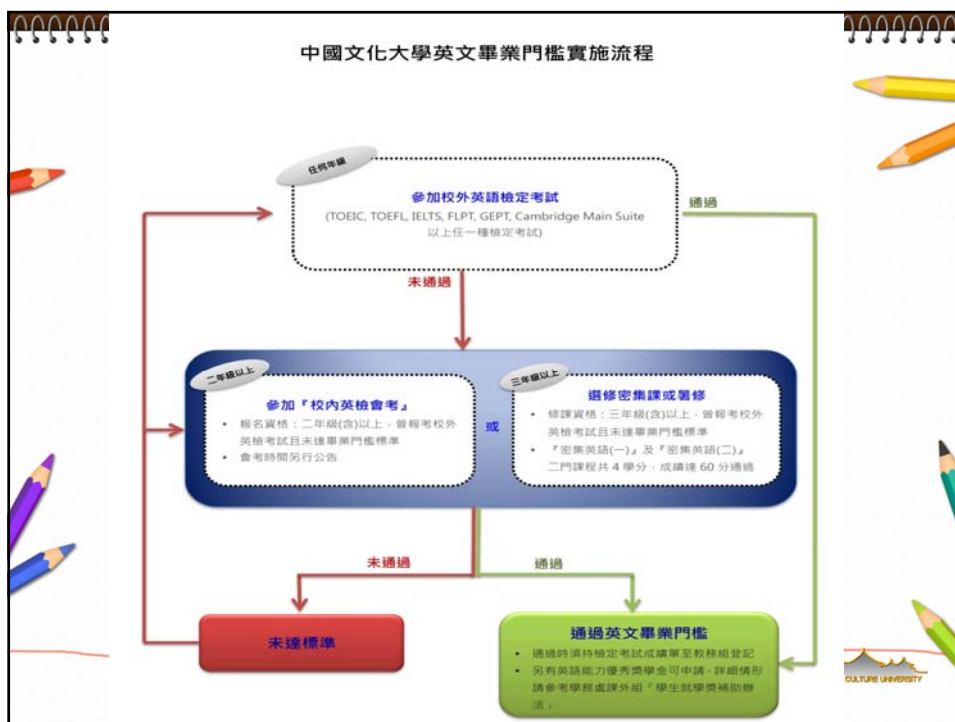 中國文化大學英文畢業門檻實施流程
任何年級
參加校外英語檢定考試
(TOEIC, TOEFL, IELTS, FLPT, GEPT, Cambridge Main Suite
以上任一種檢定考試)
通過
未通過
二年級以上
參加『校內英檢會考』
• 報名資格：二年級(含)以上，曾報考校外
英檢考試且未達畢業門檻標準
• 會考時間另行公告
或
三年級以上
選修密集課或暑修
• 修課資格：三年級(含)以上，曾報考校外
英檢考試且未達畢業門檻標準
• 『密集英語(一)』及『密集英語(二)』
二門課程共 4 學分，成績達 60 分通過
未通過
通過
未達標準
通過英文畢業門檻
• 通過時須持檢定考試成績單至教務組登記
• 另有英語能力優秀獎學金可申請，詳細情形
請參考學務處課外組「學生就學獎補助辦
法」
CULTURE UNIVERSITY